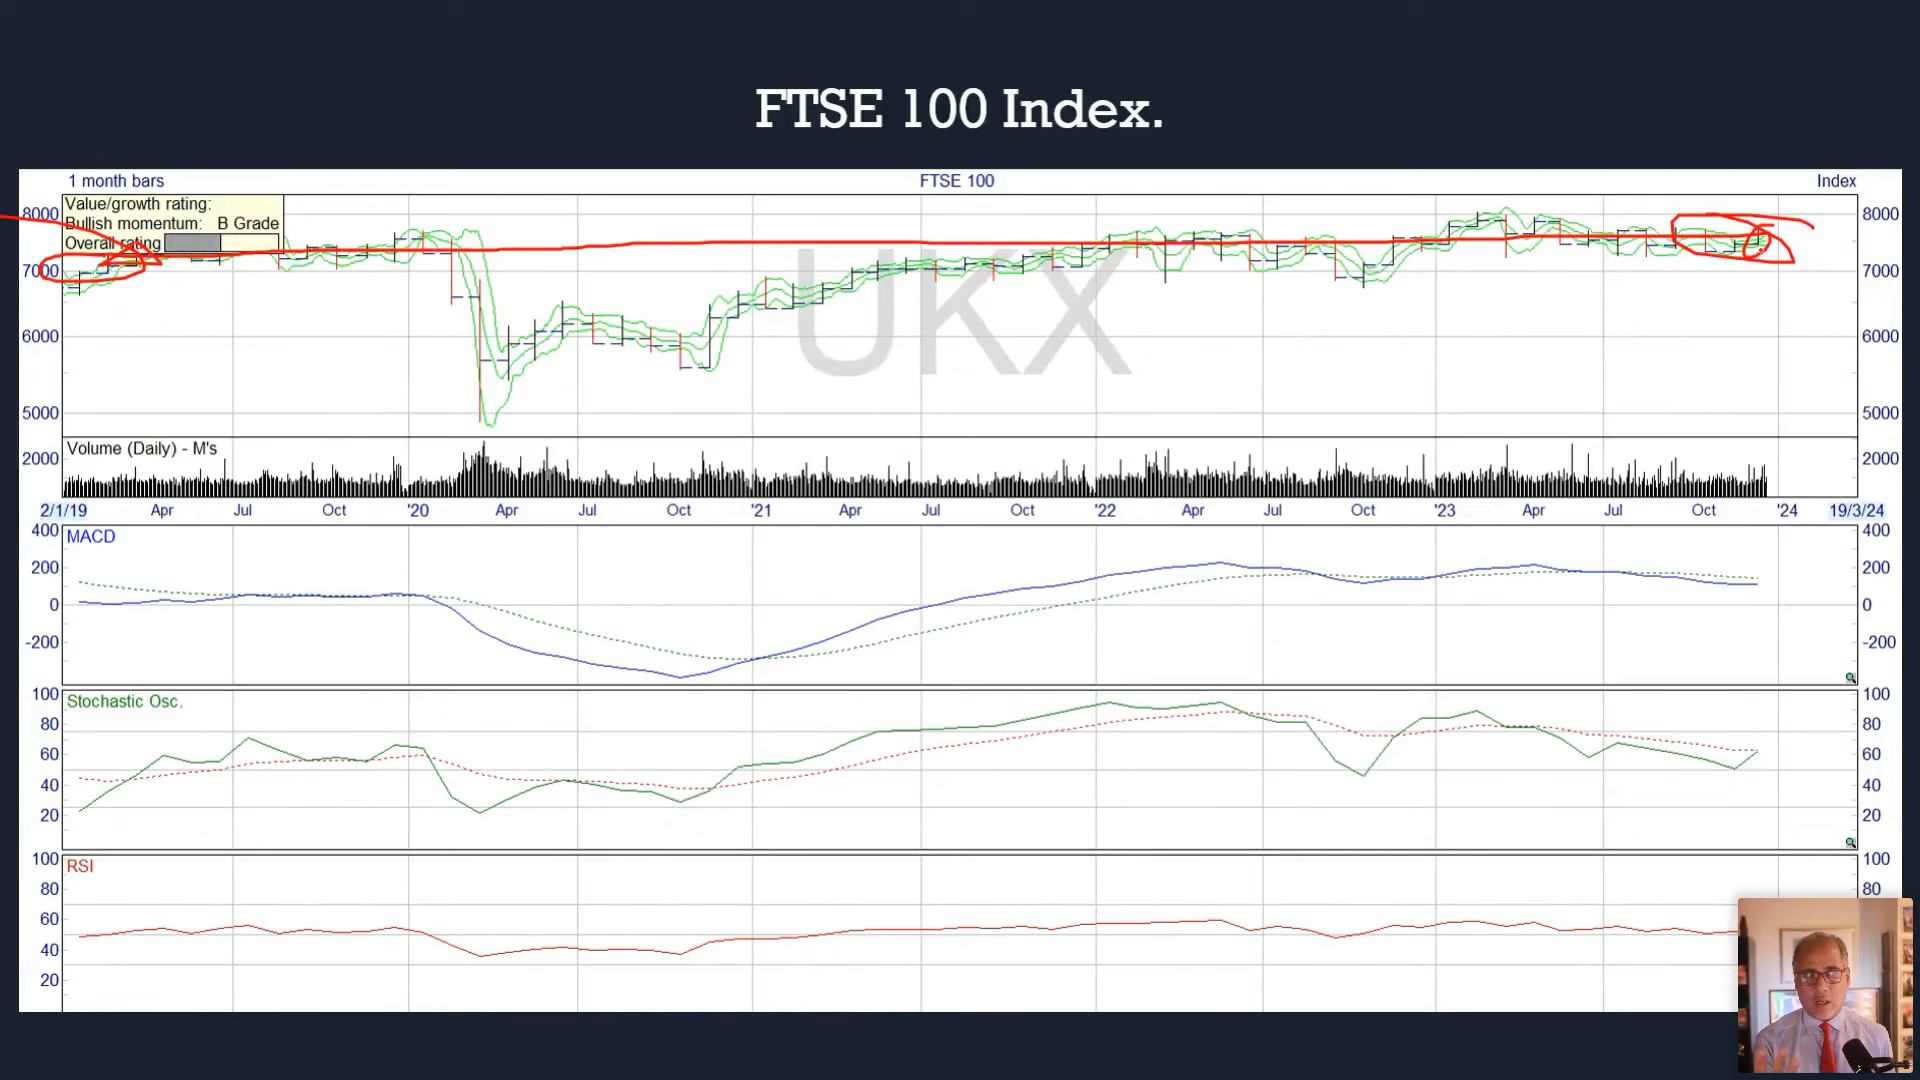 FTSE 100 Index.
1 month bars FTSE 100 Index
Value/growth rating:
Bullish momentum: B Grade
Overall rating
8000 8000
7000 7000
6000 6000
5000 5000
UKX
Volume (Daily) - M's
2000 2000
2/1/19 Apr Jul Oct '20 Apr Jul Oct '21 Apr Jul Oct '22 Apr Jul Oct '23 Apr Jul Oct '24 19/3/24
400 400
MACD
200 200
0 0
-200 -200
100 100
Stochastic Osc.
80 80
60 60
40 40
20 20
100 100
RSI
80 80
60
40
20